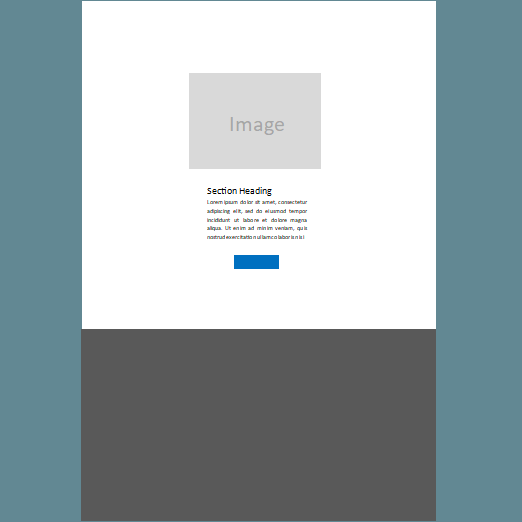 Image
Section Heading
Lorem ipsum dolor sit amet, consectetur
adipiscing elit, sed do eiusmod tempor
incididunt ut labore et dolore magna
aliqua. Ut enim ad minim veniam, quis
nostrud exercitation ullamco laboris nisi